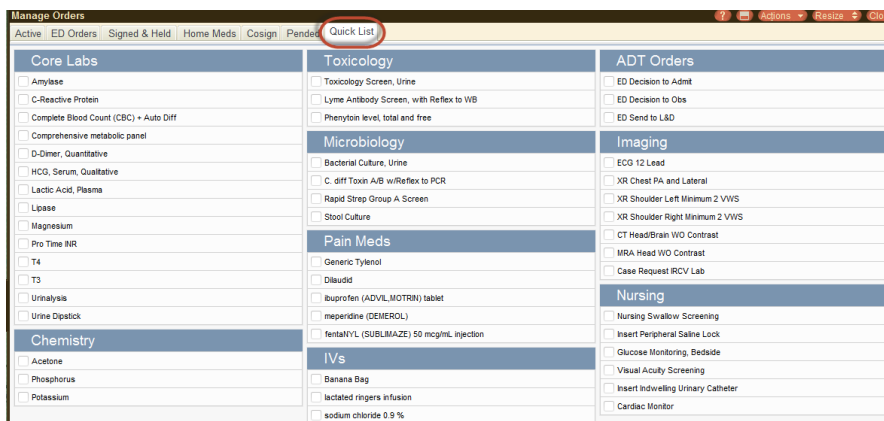 Manage Orders
? Actions Resize Clo
Active ED Orders Signed & Held Home Meds Cosign Pended Quick List
Core Labs
Amylase
C-Reactive Protein
Complete Blood Count (CBC) + Auto Diff
Comprehensive metabolic panel
D-Dimer, Quantitative
HCG, Serum, Qualitative
Lactic Acid, Plasma
Lipase
Magnesium
Pro Time INR
T4
T3
Urinalysis
Urine Dipstick
Chemistry
Acetone
Phosphorus
Potassium
Toxicology
Toxicology Screen, Urine
Lyme Antibody Screen, with Reflex to WB
Phenytoin level, total and free
Microbiology
Bacterial Culture, Urine
C. diff Toxin A/B w/Reflex to PCR
Rapid Strep Group A Screen
Stool Culture
Pain Meds
Generic Tylenol
Dilaudid
ibuprofen (ADVIL,MOTRIN) tablet
meperidine (DEMEROL)
fentaNYL (SUBLIMAZE) 50 mcg/mL injection
IVs
Banana Bag
lactated ringers infusion
sodium chloride 0.9 %
ADT Orders
ED Decision to Admit
ED Decision to Obs
ED Send to L&D
Imaging
ECG 12 Lead
XR Chest PA and Lateral
XR Shoulder Left Minimum 2 VWS
XR Shoulder Right Minimum 2 VWS
CT Head/Brain WO Contrast
MRA Head WO Contrast
Case Request IRCV Lab
Nursing
Nursing Swallow Screening
Insert Peripheral Saline Lock
Glucose Monitoring, Bedside
Visual Acuity Screening
Insert Indwelling Urinary Catheter
Cardiac Monitor